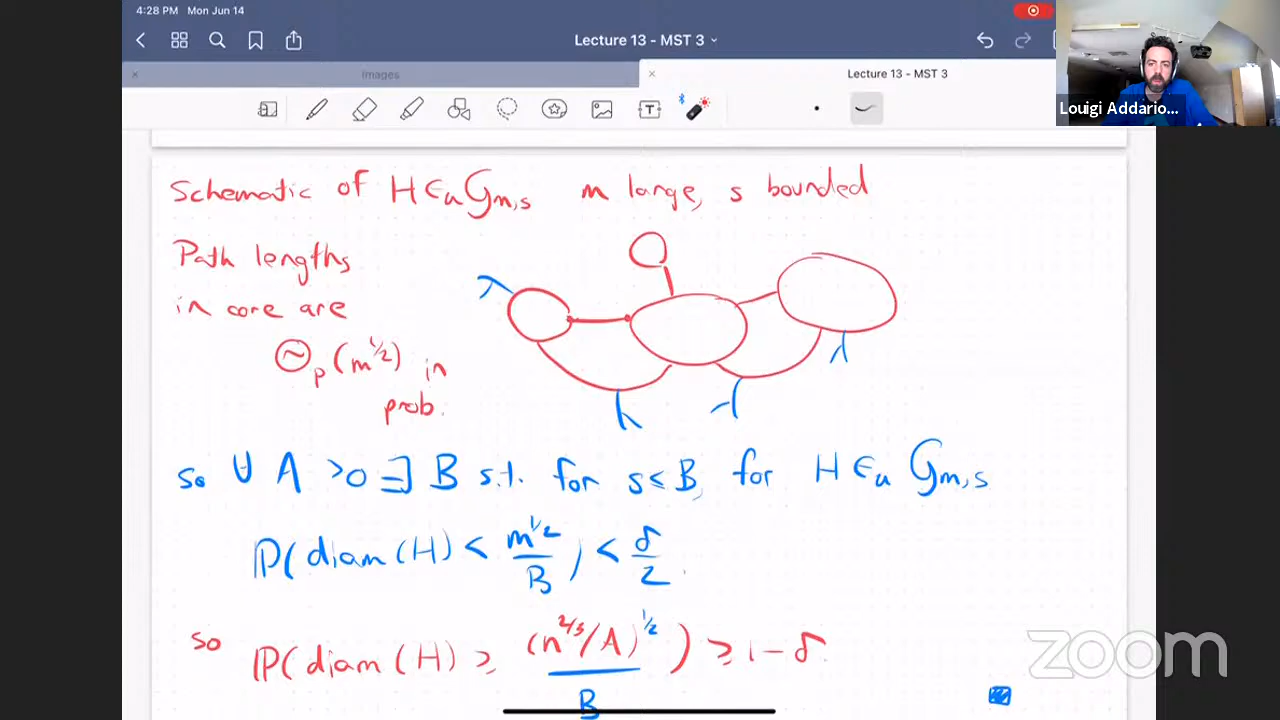 4:28 PM Mon Jun 14
Lecture 13 - MST 3
Images
Lecture 13 - MST 3
Louigi Addario...
Schematic of H ∈ᵤ 𝒢ₘ,ₛ m large, s bounded
Path lengths
in core are
Θₚ(m^{1/2}) in
prob.
so ∀ A >0 ∃ B s.t. for s<B, for H ∈ᵤ 𝒢ₘ,ₛ
ℙ(diam(H) < m^{1/2}/B) < δ/2.
so ℙ(diam(H) ≥ (n^{2/3}/A)^{1/2}/B) ≥ 1-δ.
zoom